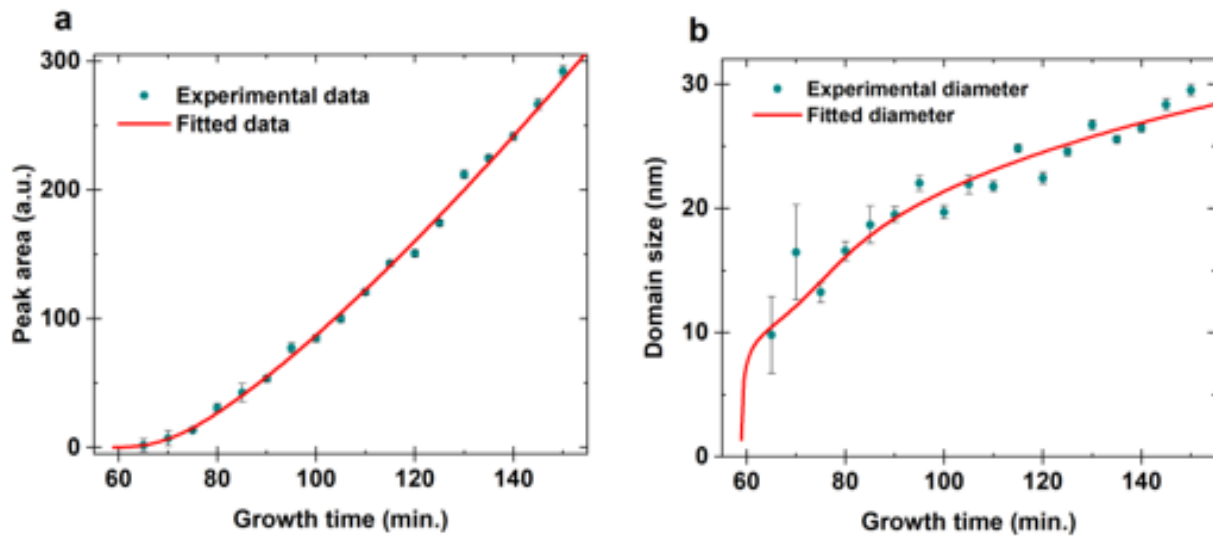 a
300
200
100
0
Peak area (a.u.)
Experimental data
Fitted data
60 80 100 120 140
Growth time (min.)
b
30
20
10
0
Domain size (nm)
Experimental diameter
Fitted diameter
60 80 100 120 140
Growth time (min.)